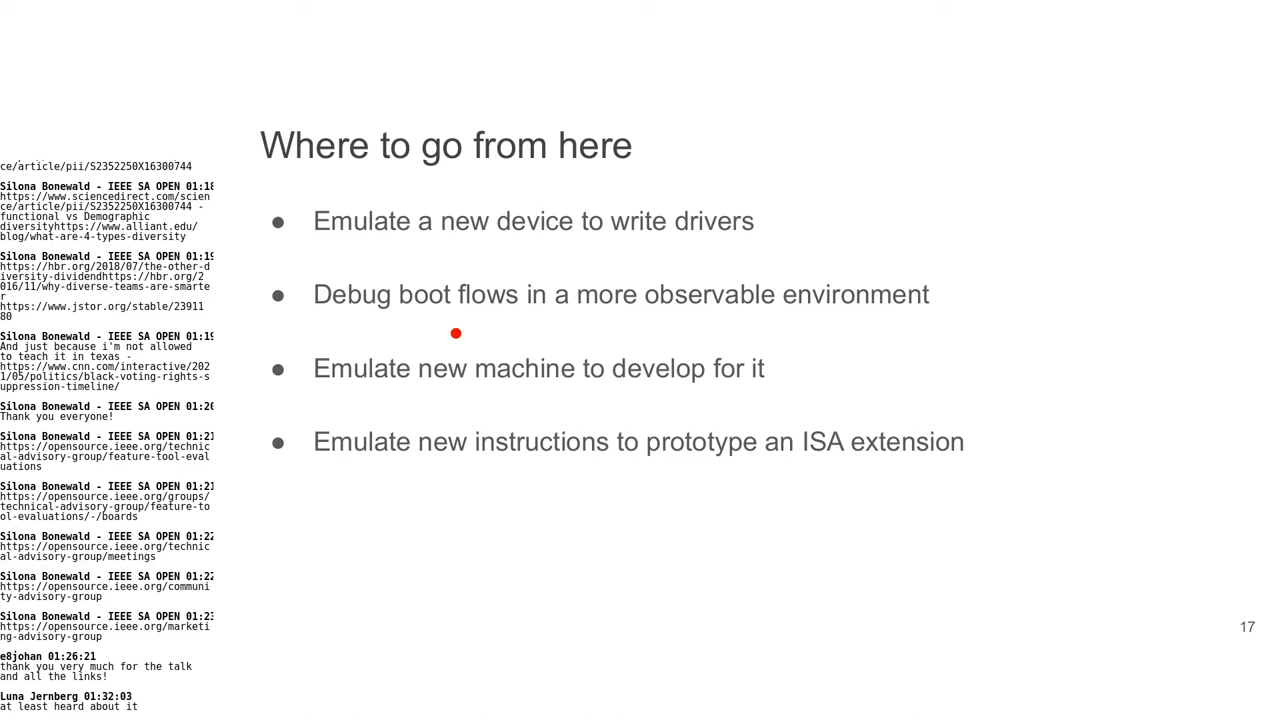 ce/article/pii/S2352250X16300744
Silona Bonewald - IEEE SA OPEN 01:18
https://www.sciencedirect.com/scien
ce/article/pii/S2352250X16300744 -
functional vs Demographic
diversityhttps://www.alliant.edu/
blog/what-are-4-types-diversity
Silona Bonewald - IEEE SA OPEN 01:19
https://hbr.org/2018/07/the-other-d
iversity-dividendhttps://hbr.org/2
016/11/why-diverse-teams-are-smarte
r
https://www.jstor.org/stable/23911
80
Silona Bonewald - IEEE SA OPEN 01:19
And just because i'm not allowed
to teach it in texas -
https://www.cnn.com/interactive/202
1/05/politics/black-voting-rights-s
uppression-timeline/
Silona Bonewald - IEEE SA OPEN 01:20
Thank you everyone!
Silona Bonewald - IEEE SA OPEN 01:21
https://opensource.ieee.org/technic
al-advisory-group/feature-tool-eval
uations
Silona Bonewald - IEEE SA OPEN 01:21
https://opensource.ieee.org/groups/
technical-advisory-group/feature-to
ol-evaluations/-/boards
Silona Bonewald - IEEE SA OPEN 01:22
https://opensource.ieee.org/technic
al-advisory-group/meetings
Silona Bonewald - IEEE SA OPEN 01:22
https://opensource.ieee.org/communi
ty-advisory-group
Silona Bonewald - IEEE SA OPEN 01:23
https://opensource.ieee.org/marketi
ng-advisory-group
e8johan 01:26:21
thank you very much for the talk
and all the links!
Luna Jernberg 01:32:03
at least heard about it
Where to go from here
● Emulate a new device to write drivers
● Debug boot flows in a more observable environment
● Emulate new machine to develop for it
● Emulate new instructions to prototype an ISA extension
17